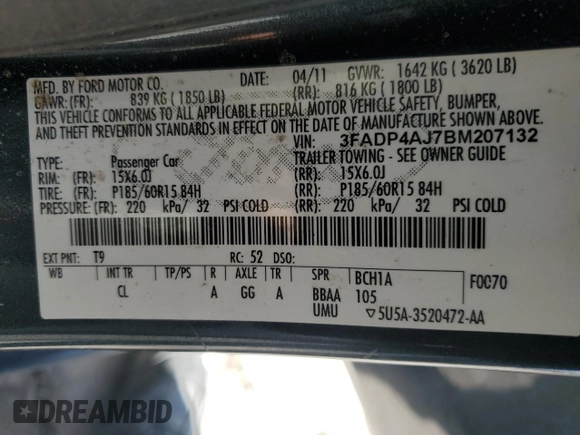 MFD. BY FORD MOTOR CO. DATE: 04/11 GVWR: 1642 KG ( 3620 LB)
GAWR: (FR): 839 KG ( 1850 LB) (RR): 816 KG ( 1800 LB)
THIS VEHICLE CONFORMS TO ALL APPLICABLE FEDERAL MOTOR VEHICLE SAFETY, BUMPER,
AND THEFT PREVENTION STANDARDS IN EFFECT ON THE DATE OF MANUFACTURE SHOWN ABOVE.
VIN: 3FADP4AJ7BM207132
TYPE: Passenger Car TRAILER TOWING - SEE OWNER GUIDE
RIM: (FR): 15X6.0J (RR): 15X6.0J
TIRE: (FR): P185/60R15 84H (RR): P185/60R15 84H
PRESSURE: (FR): 220 kPa/ 32 PSI COLD (RR): 220 kPa/ 32 PSI COLD
EXT PNT: T9 RC: 52 DSO:
WB INT TR TP/PS R AXLE TR SPR BCH1A F0070
CL A GG A BBAA 105
UMU ▽5U5A-3520472-AA
DREAMBID